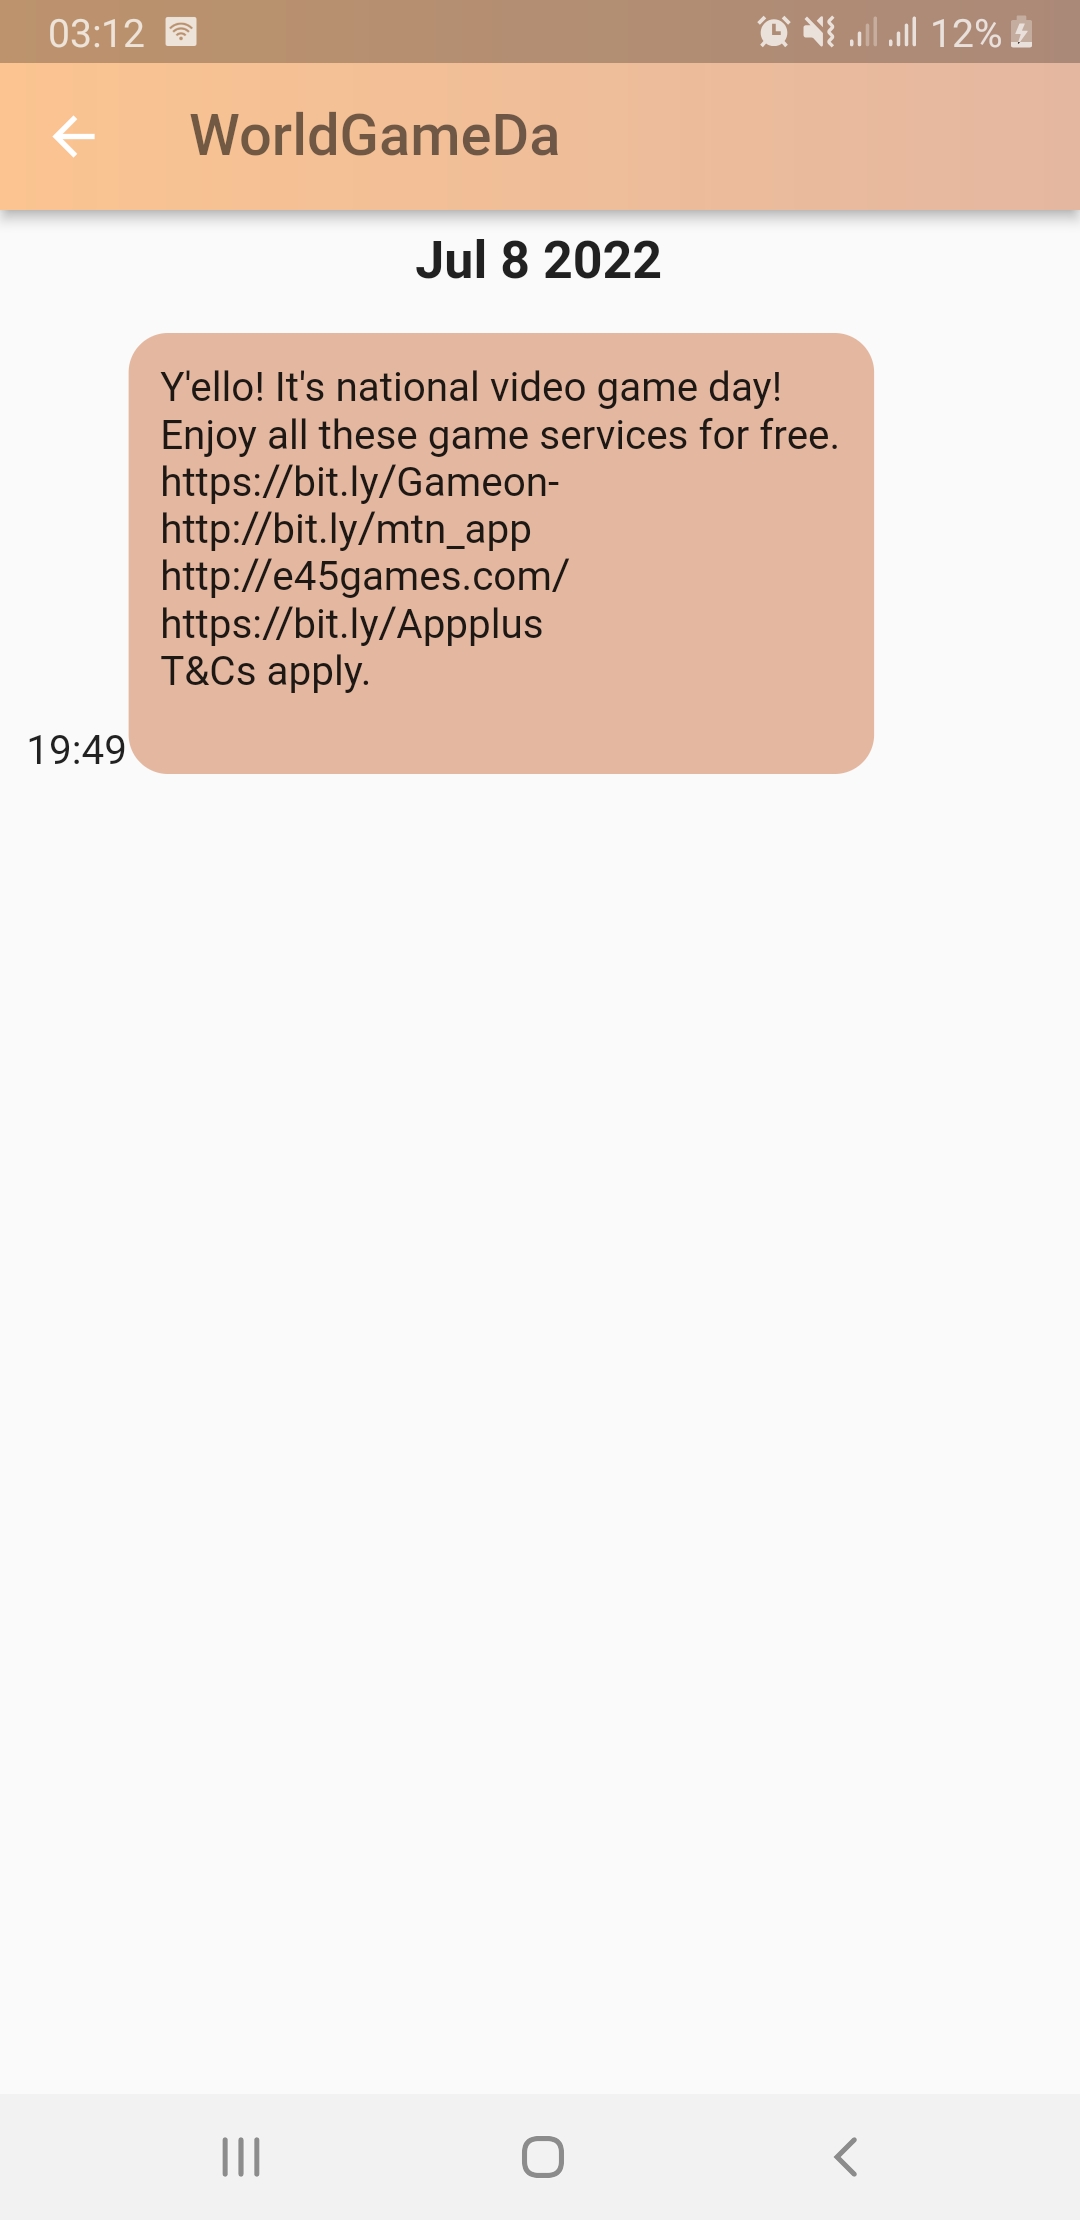 03:12
12%
WorldGameDa
Jul 8 2022
Y'ello! It's national video game day!
Enjoy all these game services for free.
https://bit.ly/Gameon-
http://bit.ly/mtn_app
http://e45games.com/
https://bit.ly/Appplus
T&Cs apply.
19:49